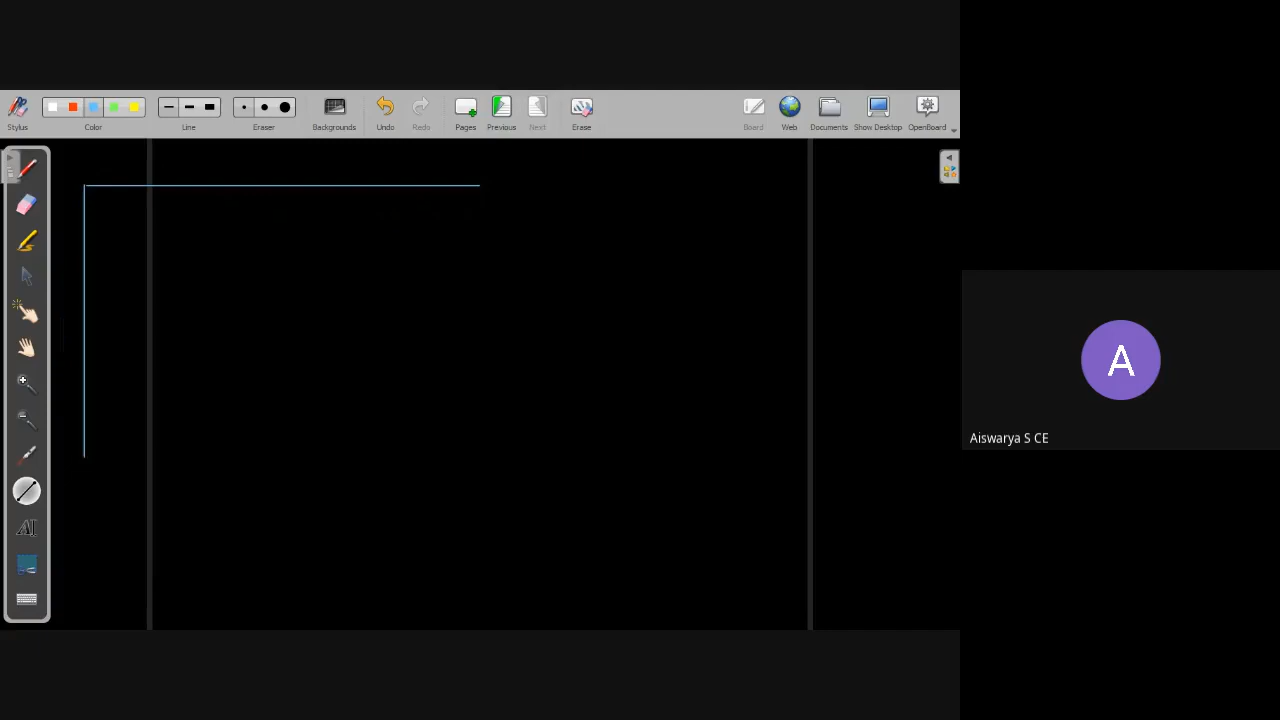 Stylus Color Line Eraser Backgrounds Undo Redo Pages Previous Next Erase Board Web Documents Show Desktop OpenBoard
AI
A
Aiswarya S CE